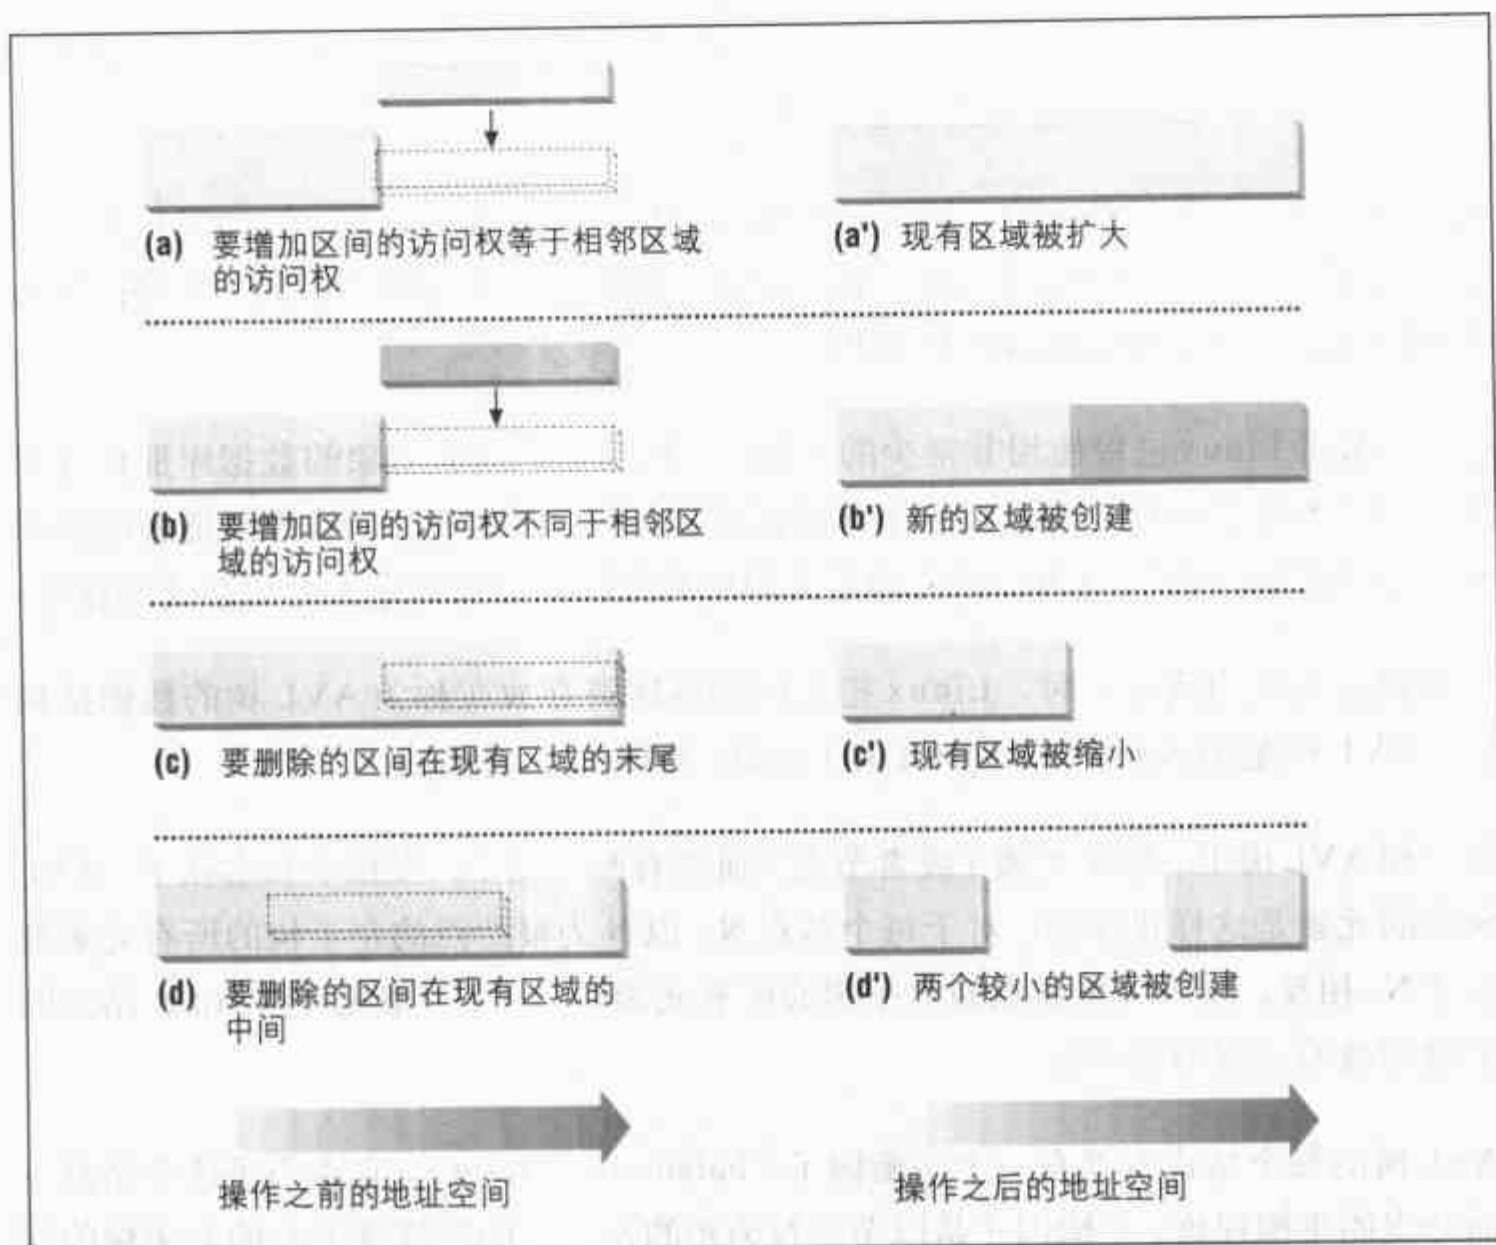 (a) 要增加区间的访问权等于相邻区域
的访问权
(a') 现有区域被扩大
(b) 要增加区间的访问权不同于相邻区
域的访问权
(b') 新的区域被创建
(c) 要删除的区间在现有区域的末尾
(c') 现有区域被缩小
(d) 要删除的区间在现有区域的
中间
(d') 两个较小的区域被创建
操作之前的地址空间
操作之后的地址空间